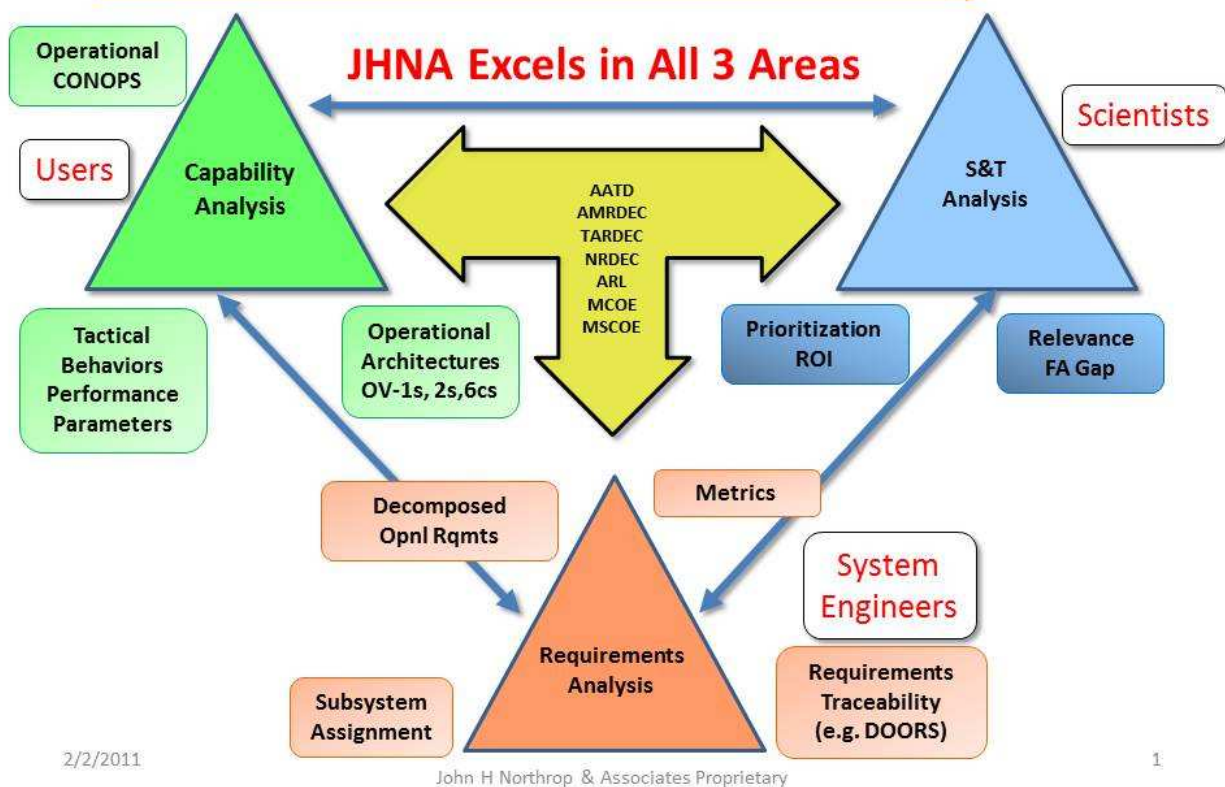 JHNA Excels in All 3 Areas
Operational
CONOPS
Users
Capability
Analysis
Scientists
S&T
Analysis
AATD
AMRDEC
TARDEC
NRDEC
ARL
MCOE
MSCOE
Tactical
Behaviors
Performance
Parameters
Operational
Architectures
OV-1s, 2s,6cs
Prioritization
ROI
Relevance
FA Gap
Decomposed
Opnl Rqmts
Metrics
System
Engineers
Requirements
Analysis
Subsystem
Assignment
Requirements
Traceability
(e.g. DOORS)
2/2/2011
John H Northrop & Associates Proprietary
1